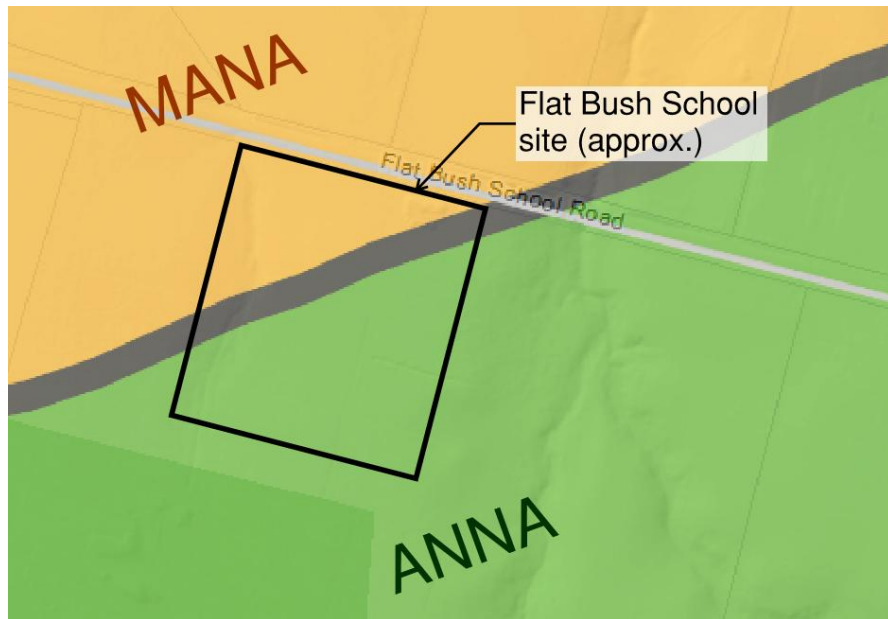 MANA
Flat Bush School
site (approx.)
Flat Bush School Road
ANNA